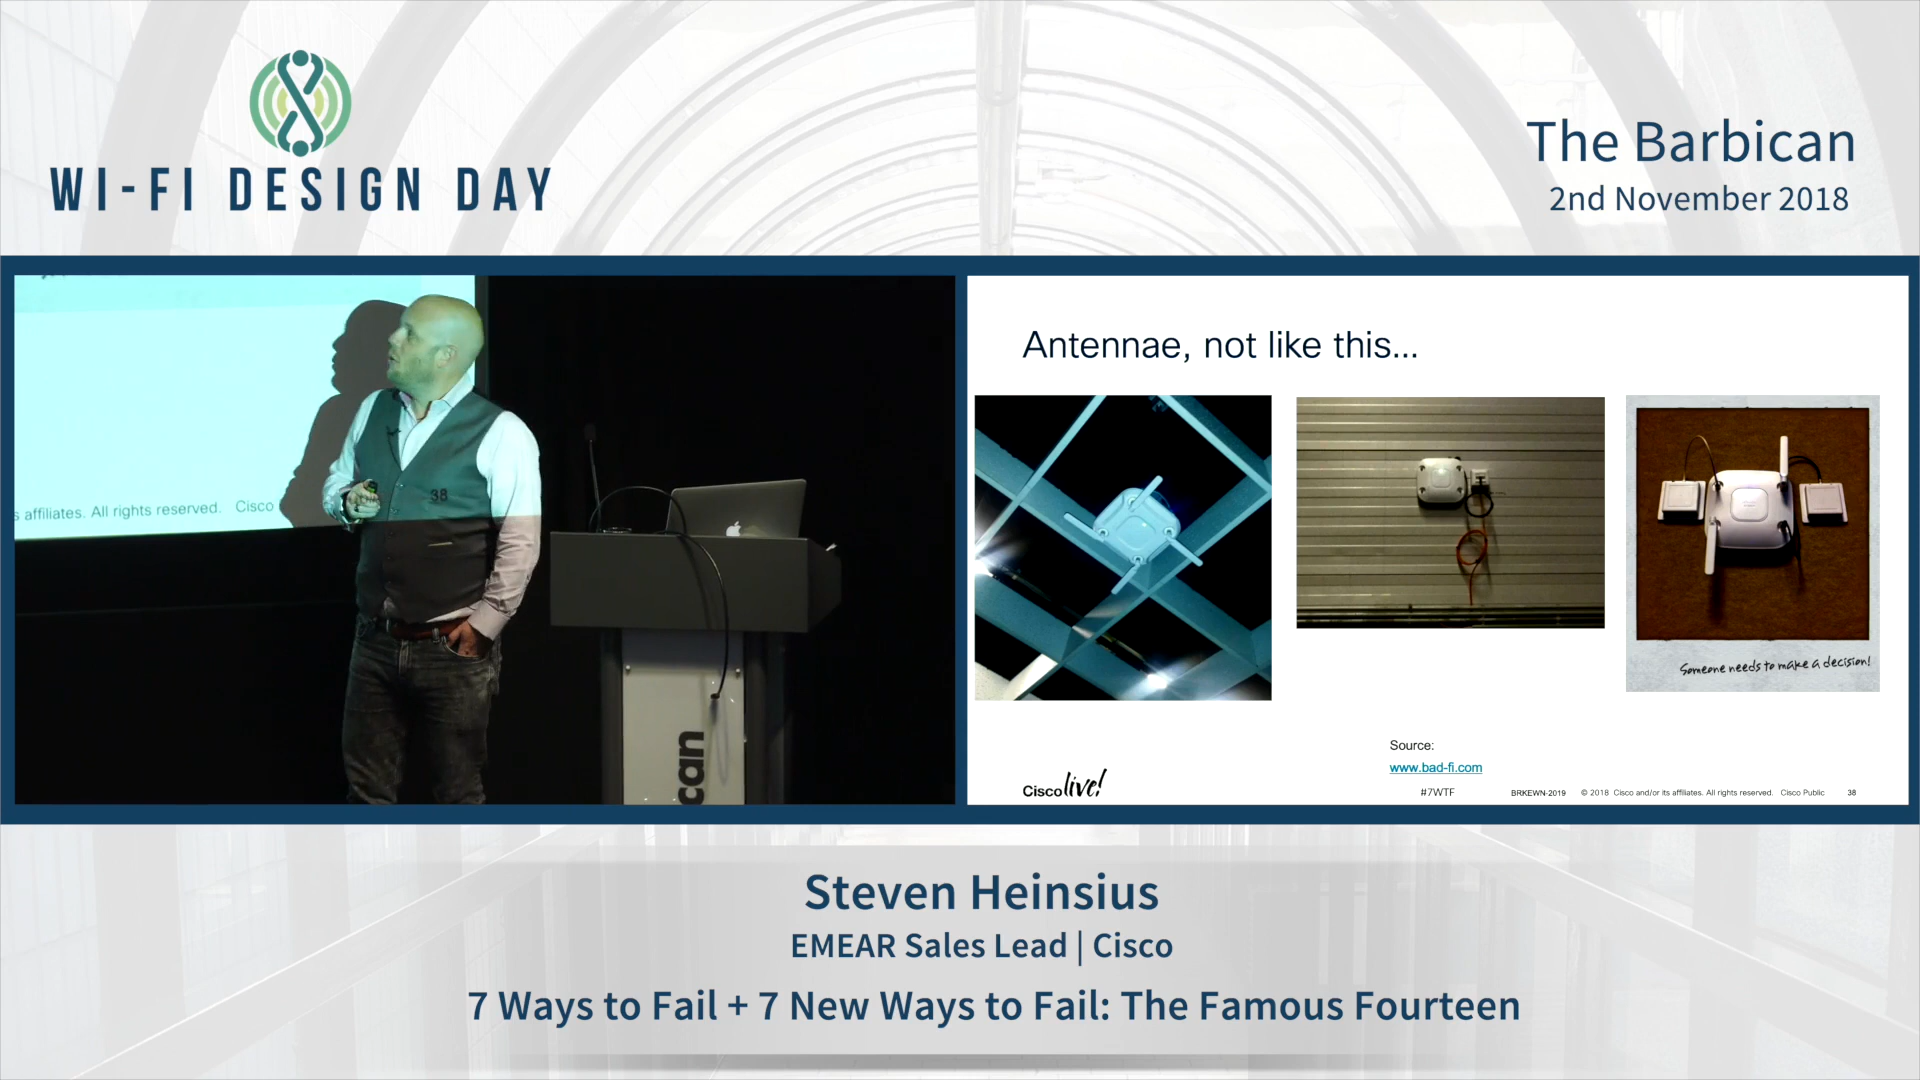 WI-FI DESIGN DAY
The Barbican
2nd November 2018
s affiliates. All rights reserved. Cisco
38
can
Antennae, not like this...
Someone needs to make a decision!
Source:
www.bad-fi.com
Cisco live!
#7WTF
BRKEWN-2019
© 2018 Cisco and/or its affiliates. All rights reserved. Cisco Public
38
Steven Heinsius
EMEAR Sales Lead | Cisco
7 Ways to Fail + 7 New Ways to Fail: The Famous Fourteen